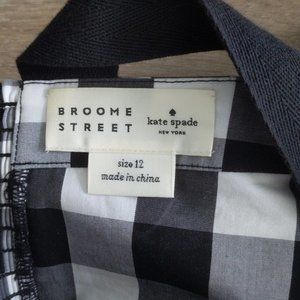 BROOME
STREET
kate spade
NEW YORK
size 12
made in china